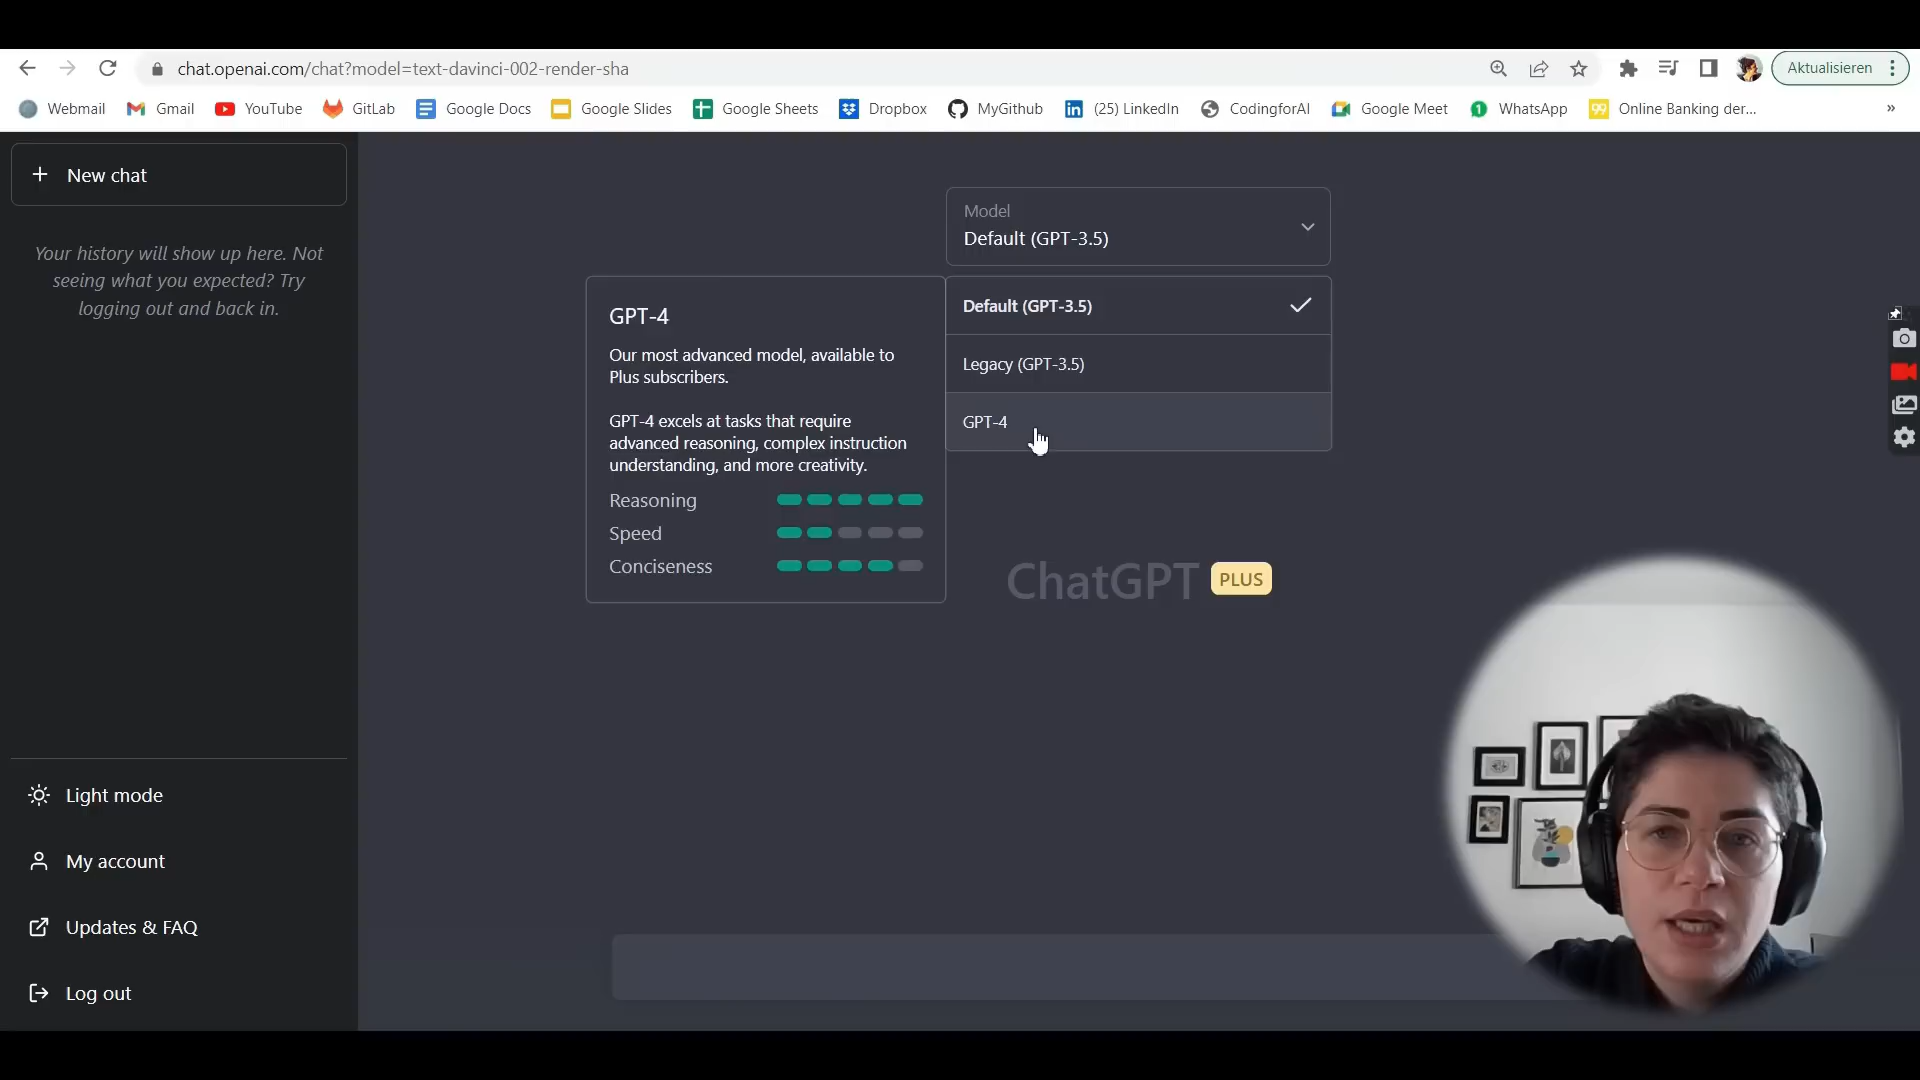 chat.openai.com/chat?model=text-davinci-002-render-sha
Aktualisieren
Webmail
Gmail
YouTube
GitLab
Google Docs
Google Slides
Google Sheets
Dropbox
MyGithub
(25) LinkedIn
CodingforAI
Google Meet
1
WhatsApp
99
Online Banking der...
»
New chat
Your history will show up here. Not
seeing what you expected? Try
logging out and back in.
Model
Default (GPT-3.5)
Default (GPT-3.5)
Legacy (GPT-3.5)
GPT-4
GPT-4
Our most advanced model, available to
Plus subscribers.
GPT-4 excels at tasks that require
advanced reasoning, complex instruction
understanding, and more creativity.
Reasoning
Speed
Conciseness
ChatGPT PLUS
Light mode
My account
Updates & FAQ
Log out